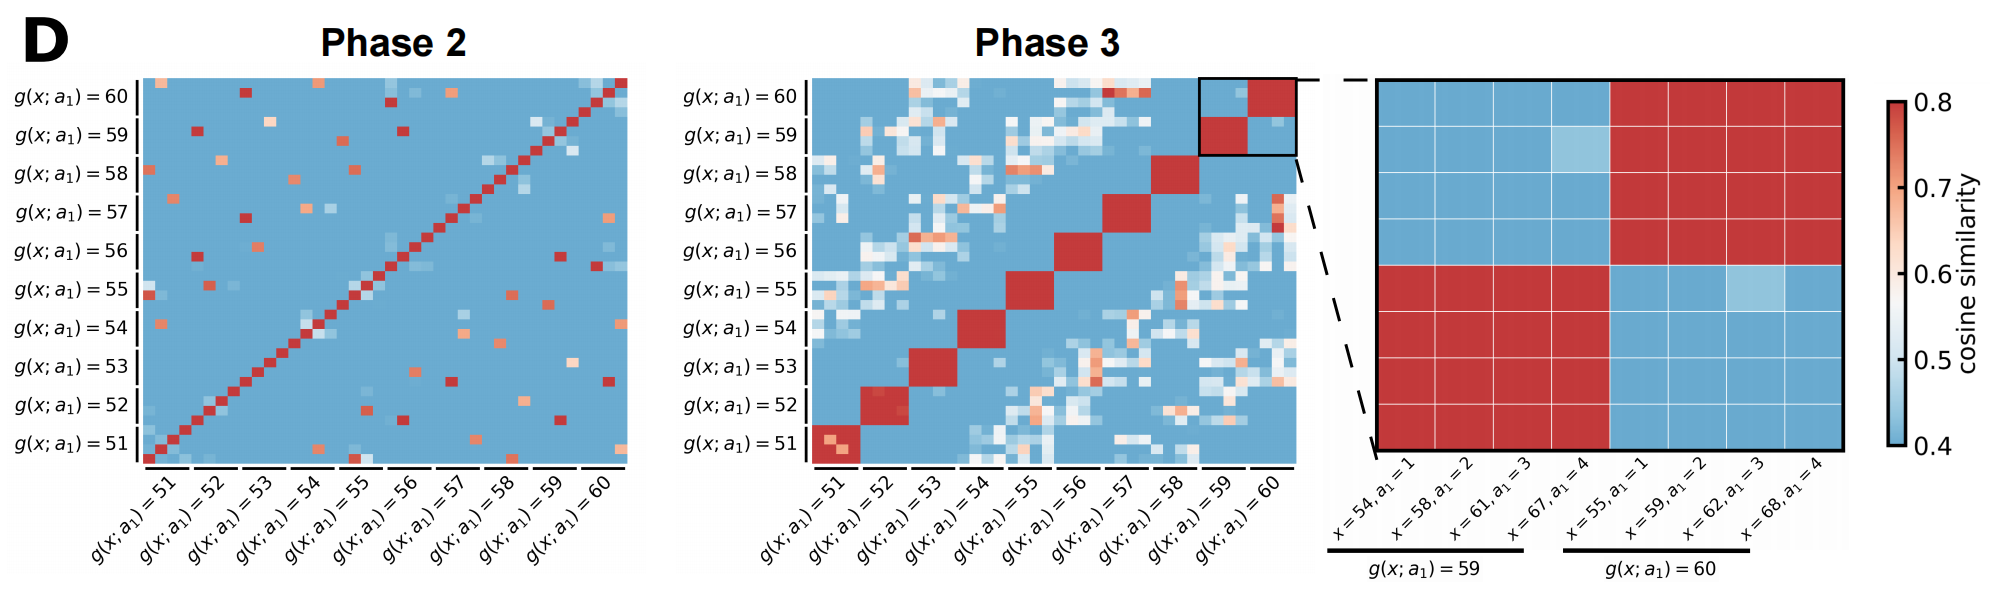 D
Phase 2
g(x; a₁) = 60
g(x; a₁) = 59
g(x; a₁) = 58
g(x; a₁) = 57
g(x; a₁) = 56
g(x; a₁) = 55
g(x; a₁) = 54
g(x; a₁) = 53
g(x; a₁) = 52
g(x; a₁) = 51
g(x; a₁) = 51
g(x; a₁) = 52
g(x; a₁) = 53
g(x; a₁) = 54
g(x; a₁) = 55
g(x; a₁) = 56
g(x; a₁) = 57
g(x; a₁) = 58
g(x; a₁) = 59
g(x; a₁) = 60
Phase 3
g(x; a₁) = 60
g(x; a₁) = 59
g(x; a₁) = 58
g(x; a₁) = 57
g(x; a₁) = 56
g(x; a₁) = 55
g(x; a₁) = 54
g(x; a₁) = 53
g(x; a₁) = 52
g(x; a₁) = 51
g(x; a₁) = 51
g(x; a₁) = 52
g(x; a₁) = 53
g(x; a₁) = 54
g(x; a₁) = 55
g(x; a₁) = 56
g(x; a₁) = 57
g(x; a₁) = 58
g(x; a₁) = 59
g(x; a₁) = 60
x = 54, a₁ = 1
x = 58, a₁ = 2
x = 61, a₁ = 3
x = 67, a₁ = 4
x = 55, a₁ = 1
x = 59, a₁ = 2
x = 62, a₁ = 3
x = 68, a₁ = 4
g(x; a₁) = 59
g(x; a₁) = 60
0.8
0.7
0.6
0.5
0.4
cosine similarity